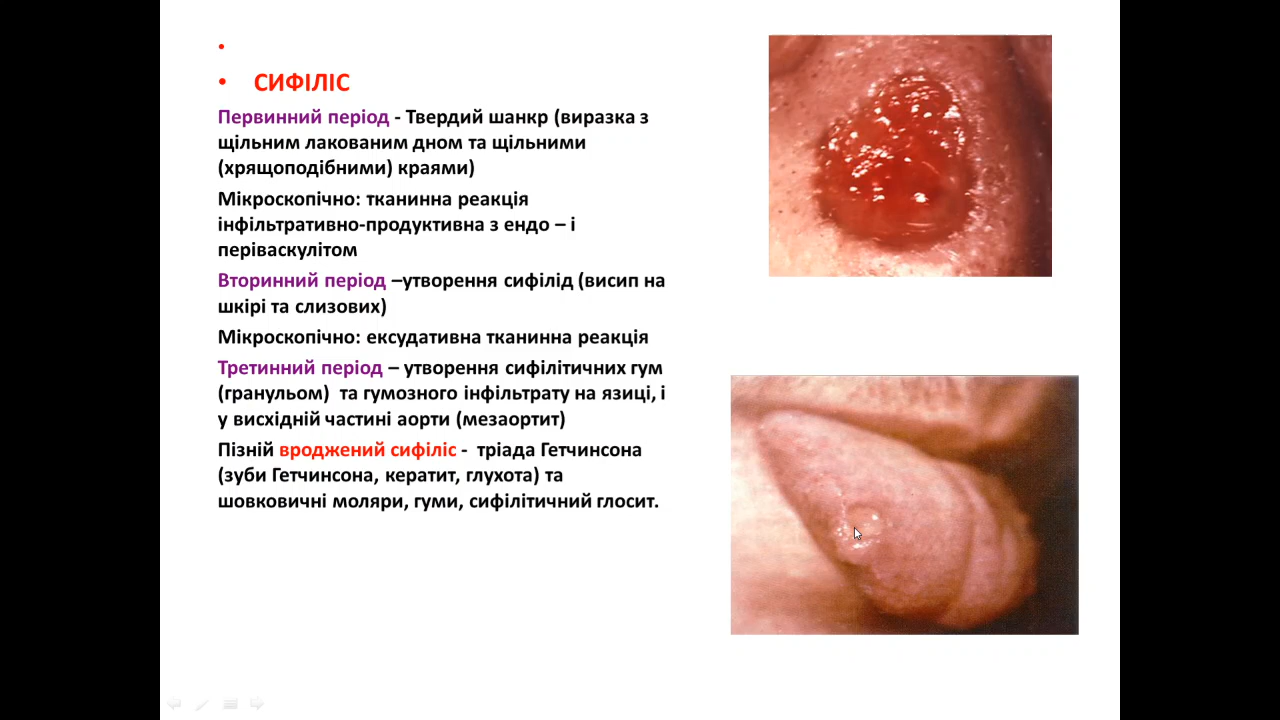 СИФІЛІС
Первинний період - Твердий шанкр (виразка з
щільним лакованим дном та щільними
(хрящоподібними) краями)
Мікроскопічно: тканинна реакція
інфільтративно-продуктивна з ендо – і
періваскулітом
Вторинний період –утворення сифілід (висип на
шкірі та слизових)
Мікроскопічно: ексудативна тканинна реакція
Третинний період – утворення сифілітичних гум
(гранульом) та гумозного інфільтрату на язиці, і
у висхідній частині аорти (мезаортит)
Пізній вроджений сифіліс - тріада Гетчинсона
(зуби Гетчинсона, кератит, глухота) та
шовковичні моляри, гуми, сифілітичний глосит.